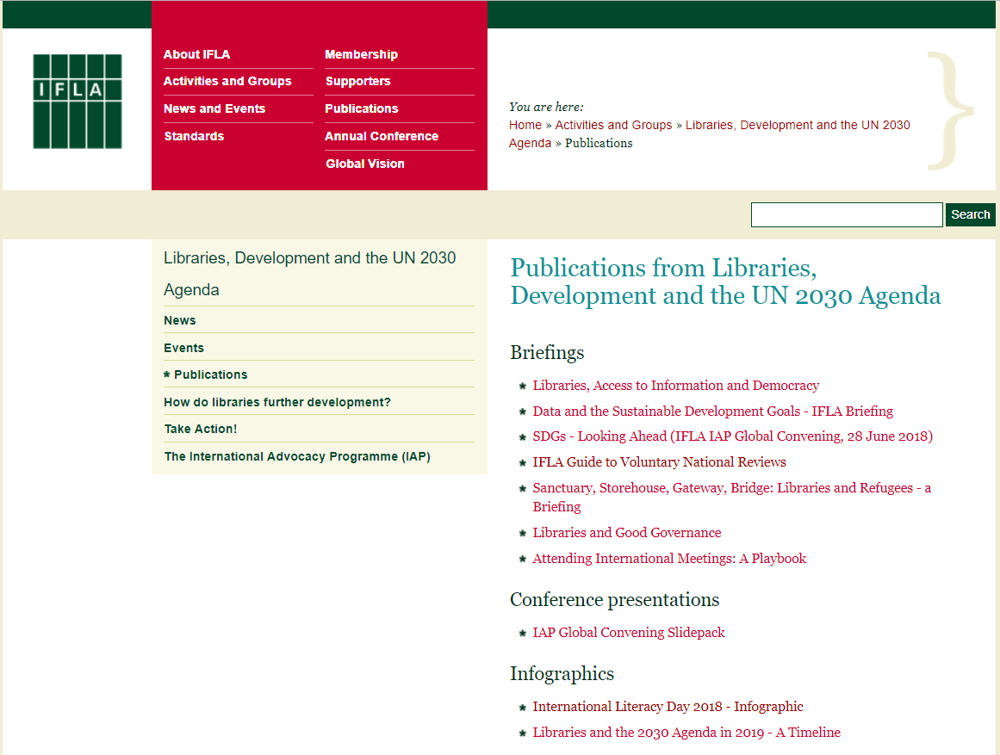 IFLA
About IFLA
Activities and Groups
News and Events
Standards
Membership
Supporters
Publications
Annual Conference
Global Vision
You are here:
Home » Activities and Groups » Libraries, Development and the UN 2030
Agenda » Publications
}
Search
Libraries, Development and the UN 2030
Agenda
News
Events
* Publications
How do libraries further development?
Take Action!
The International Advocacy Programme (IAP)
Publications from Libraries,
Development and the UN 2030 Agenda
Briefings
* Libraries, Access to Information and Democracy
* Data and the Sustainable Development Goals - IFLA Briefing
* SDGs - Looking Ahead (IFLA IAP Global Convening, 28 June 2018)
* IFLA Guide to Voluntary National Reviews
* Sanctuary, Storehouse, Gateway, Bridge: Libraries and Refugees - a
Briefing
* Libraries and Good Governance
* Attending International Meetings: A Playbook
Conference presentations
* IAP Global Convening Slidepack
Infographics
* International Literacy Day 2018 - Infographic
* Libraries and the 2030 Agenda in 2019 - A Timeline